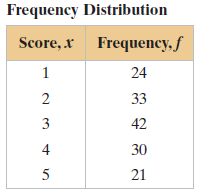 Frequency Distribution
Score, x Frequency, f
1 24
2 33
3 42
4 30
5 21